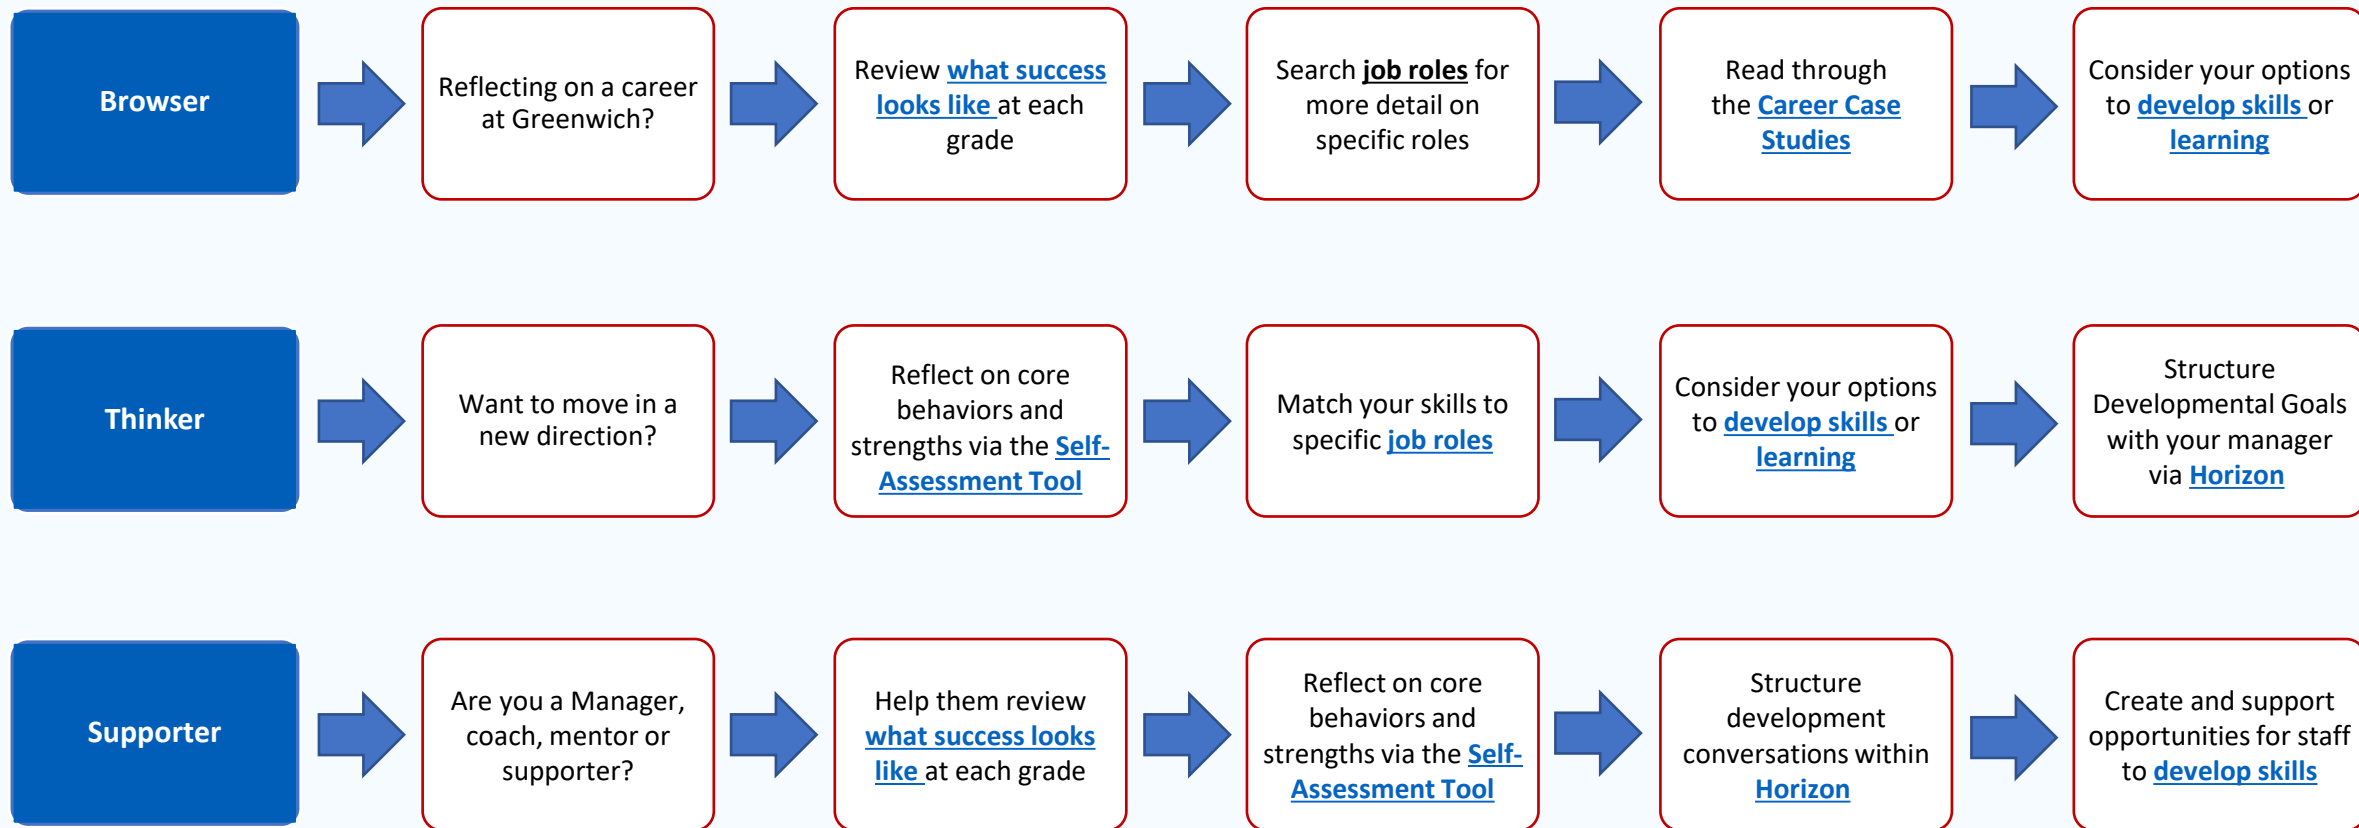 Browser
Reflecting on a career
at Greenwich?
Review what success
looks like at each
grade
Search job roles for
more detail on
specific roles
Read through
the Career Case
Studies
Consider your options
to develop skills or
learning
Thinker
Want to move in a
new direction?
Reflect on core
behaviors and
strengths via the Self-
Assessment Tool
Match your skills to
specific job roles
Consider your options
to develop skills or
learning
Structure
Developmental Goals
with your manager
via Horizon
Supporter
Are you a Manager,
coach, mentor or
supporter?
Help them review
what success looks
like at each grade
Reflect on core
behaviors and
strengths via the Self-
Assessment Tool
Structure
development
conversations within
Horizon
Create and support
opportunities for staff
to develop skills